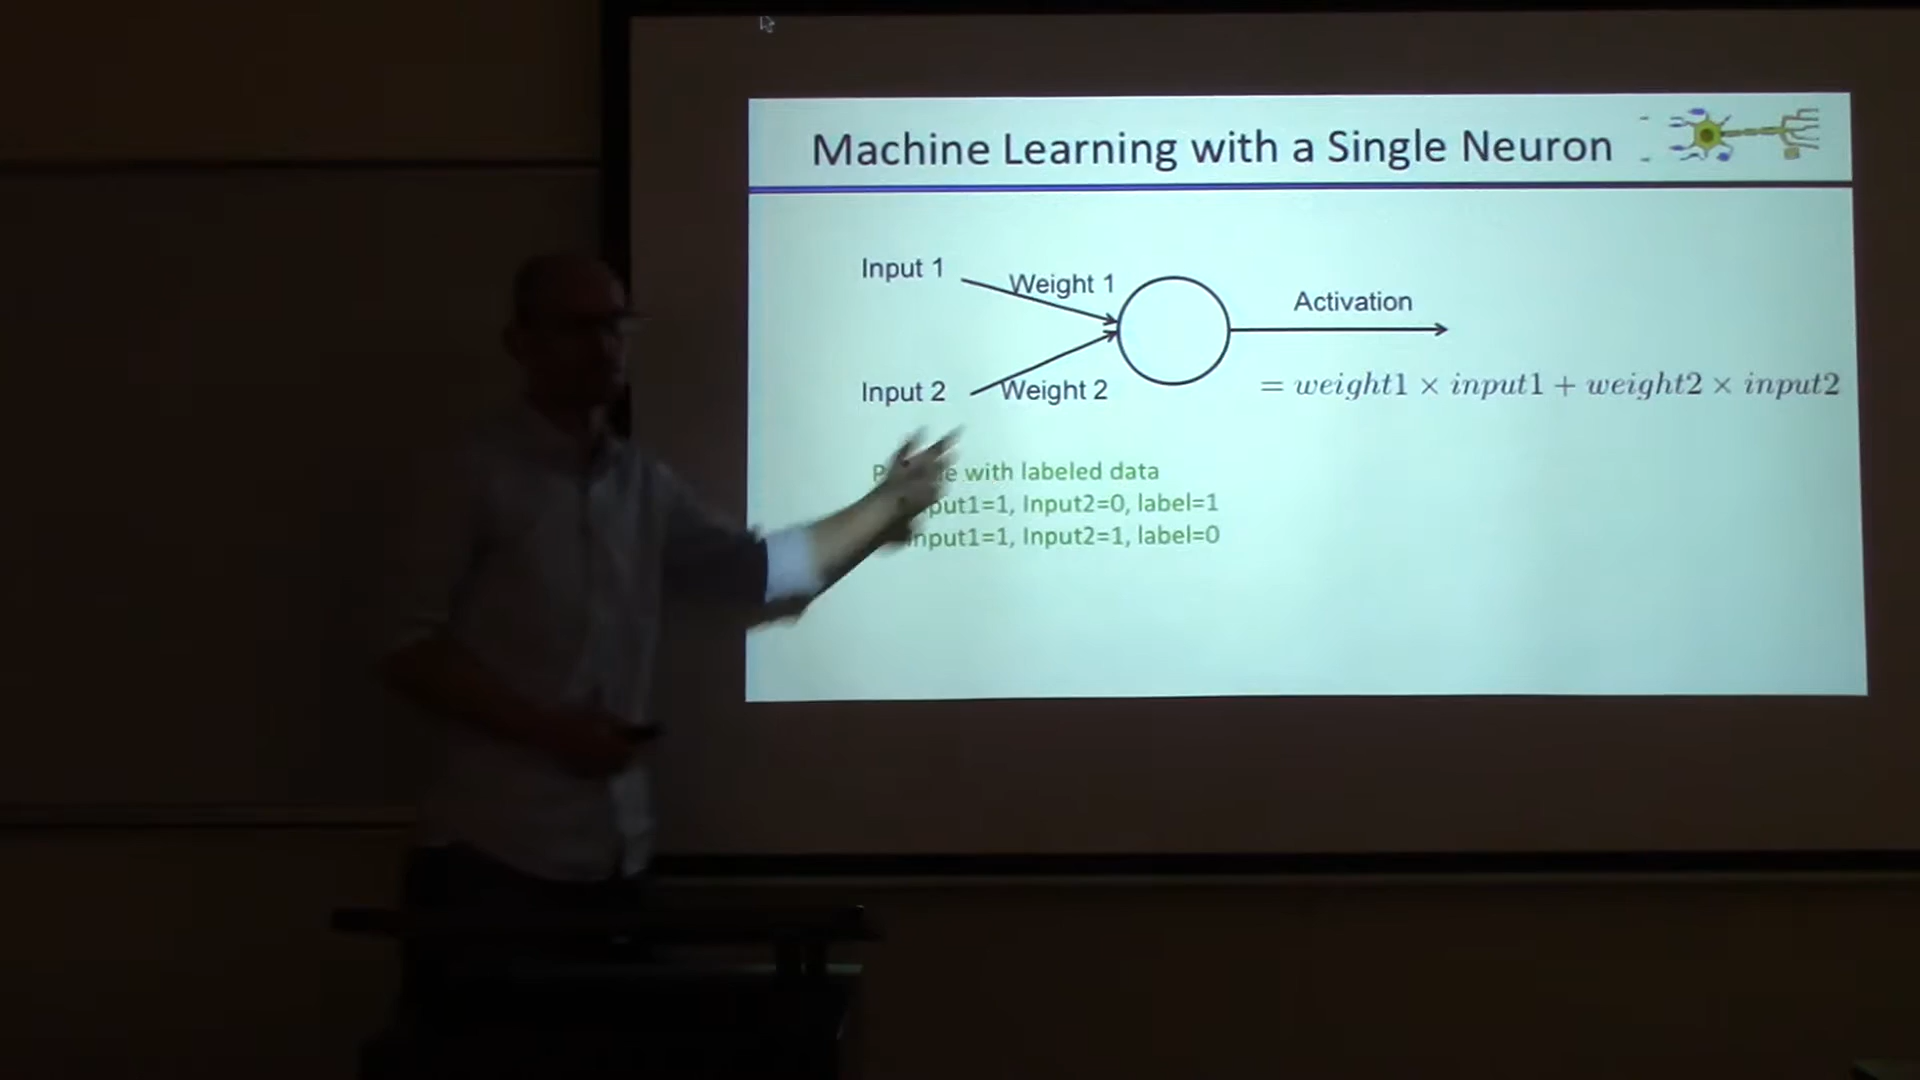 Machine Learning with a Single Neuron
Input 1
Weight 1
Activation
Input 2
Weight 2
= weight1 × input1 + weight2 × input2
with labeled data
Input2=0, label=1
Input1=1, Input2=1, label=0